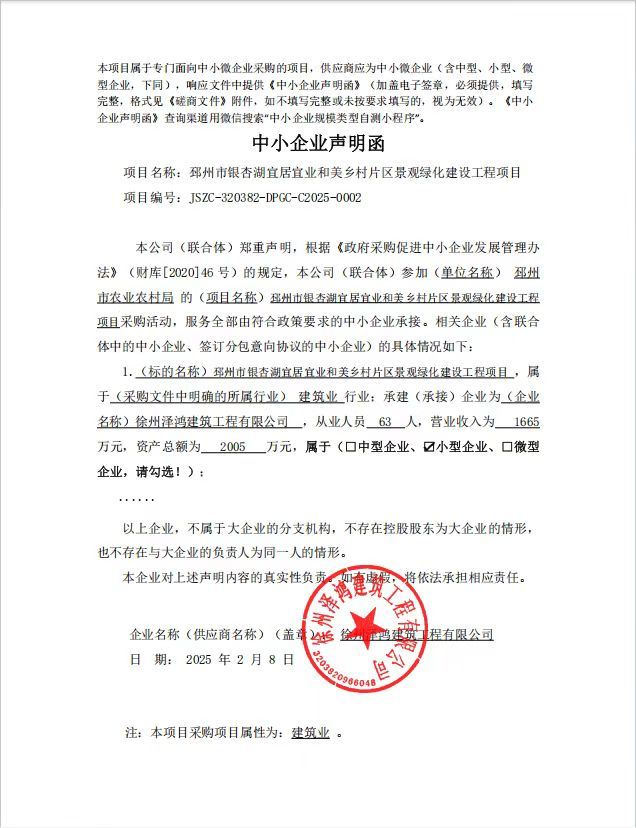 本项目属于专门面向中小微企业采购的项目，供应商应为中小微企业（含中型、小型、微
型企业，下同），响应文件中提供《中小企业声明函》（加盖电子签章，必须提供，填写
完整，格式见《磋商文件》附件，如不填写完整或未按要求填写的，视为无效）。《中小
企业声明函》查询渠道用微信搜索“中小企业规模类型自测小程序”。
中小企业声明函
项目名称：邳州市银杏湖宜居宜业和美乡村片区景观绿化建设工程项目
项目编号：JSZC-320382-DPGC-C2025-0002
本公司（联合体）郑重声明，根据《政府采购促进中小企业发展管理办
法》（财库[2020]46 号）的规定，本公司（联合体）参加（单位名称） 邳州
市农业农村局 的（项目名称）邳州市银杏湖宜居宜业和美乡村片区景观绿化建设工程
项目采购活动，服务全部由符合政策要求的中小企业承接。相关企业（含联合
体中的中小企业、签订分包意向协议的中小企业）的具体情况如下：
1.（标的名称）邳州市银杏湖宜居宜业和美乡村片区景观绿化建设工程项目 ，属
于（采购文件中明确的所属行业） 建筑业 行业；承建（承接）企业为（企业
名称）徐州泽鸿建筑工程有限公司 ，从业人员 63 人，营业收入为 1665
万元，资产总额为 2005 万元，属于（☐中型企业、☑小型企业、☐微型
企业，请勾选！）；
......
以上企业，不属于大企业的分支机构，不存在控股股东为大企业的情形，
也不存在与大企业的负责人为同一人的情形。
本企业对上述声明内容的真实性负责。如有虚假，将依法承担相应责任。
企业名称（供应商名称）（盖章）：徐州泽鸿建筑工程有限公司
日 期： 2025 年 2 月 8 日
徐州泽鸿建筑工程有限公司
3203820966048
注：本项目采购项目属性为：建筑业 。